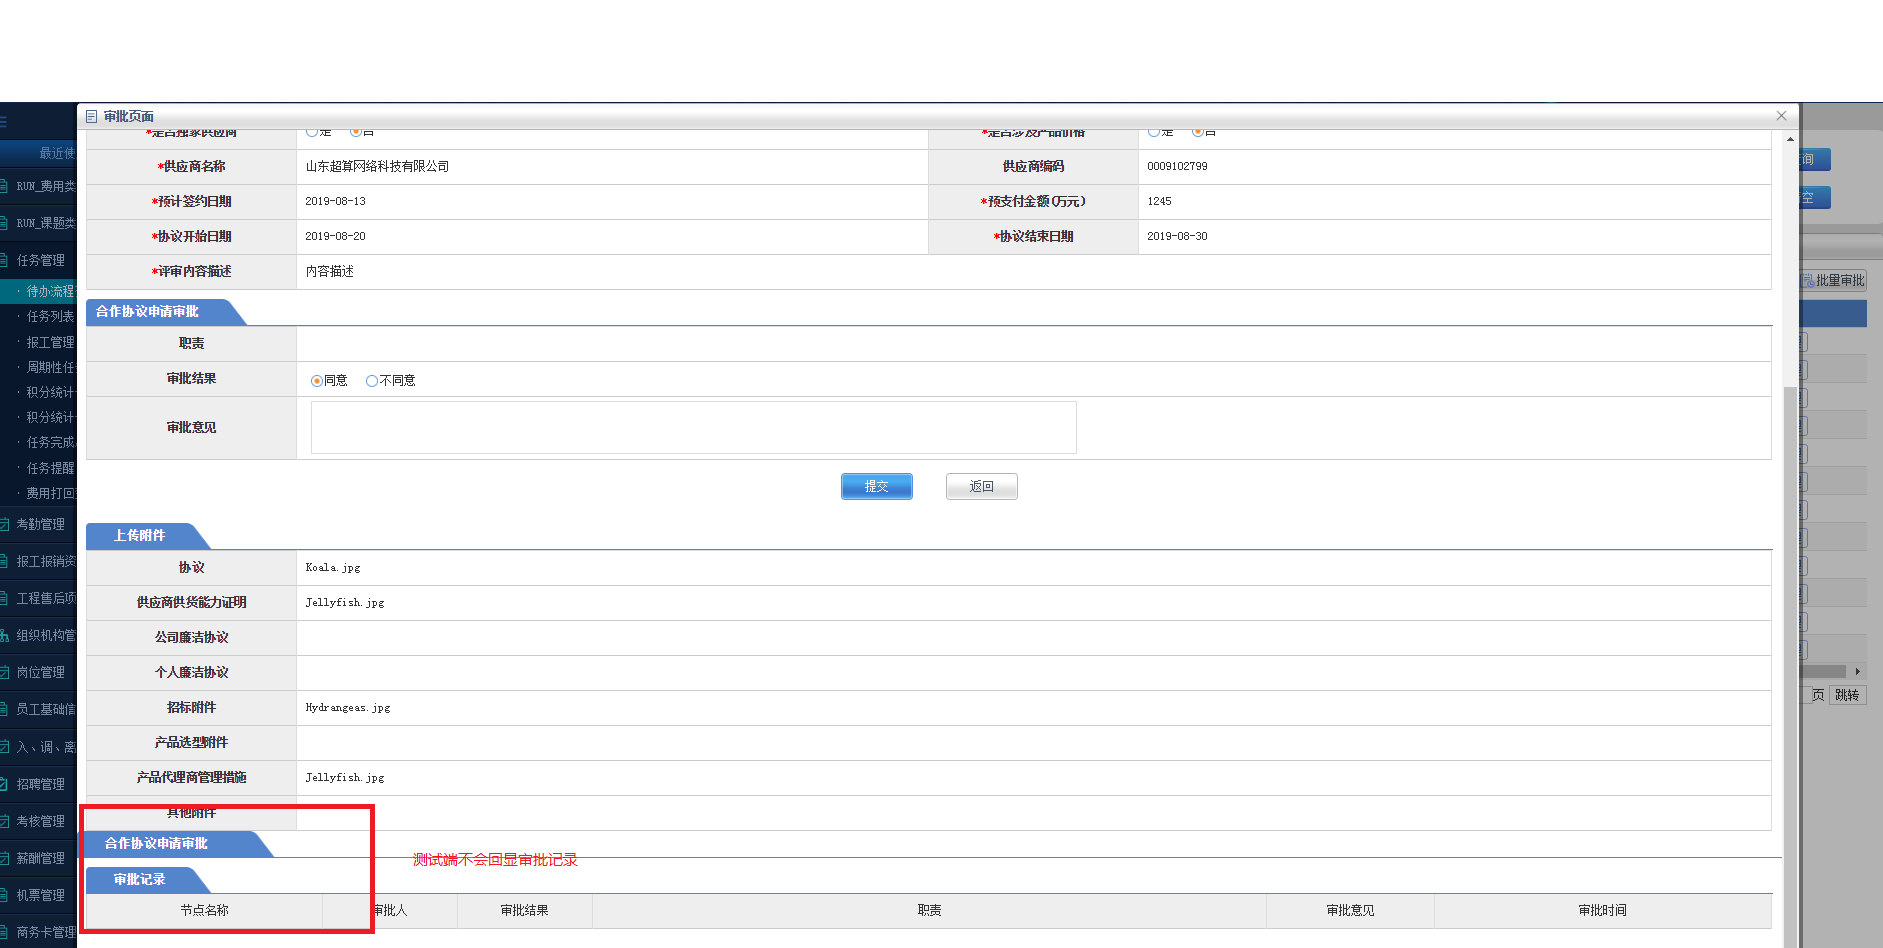 审批页面
最近使
*是否独家供应商 是 否 *是否涉及产品价格 是 否
*供应商名称 山东超算网络科技有限公司 供应商编码 0009102799
*预计签约日期 2019-08-13 *预支付金额(万元) 1245
*协议开始日期 2019-08-20 *协议结束日期 2019-08-30
*评审内容描述 内容描述
合作协议申请审批
职责
审批结果 同意 不同意
审批意见
提交 返回
上传附件
协议 Koala.jpg
供应商供货能力证明 Jellyfish.jpg
公司廉洁协议
个人廉洁协议
招标附件 Hydrangeas.jpg
产品选型附件
产品代理商管理措施 Jellyfish.jpg
其他附件
合作协议申请审批
测试端不会回显审批记录
审批记录
节点名称 审批人 审批结果 职责 审批意见 审批时间
RUN_费用类
RUN_课题类
任务管理
· 待办流程
· 任务列表
· 报工管理
· 周期性任
· 积分统计
· 积分统计
· 任务完成
· 任务提醒
· 费用打回
考勤管理
报工报销资
工程售后项
组织机构管
岗位管理
员工基础信
入、调、离
招聘管理
考核管理
薪酬管理
机票管理
商务卡管理
询
空
批量审批
页 跳转